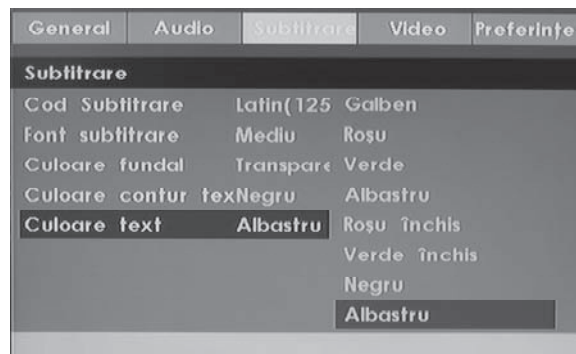 General Audio Subtitrare Video Preferințe
Subtitrare
Cod Subtitrare Latin(125 Galben
Font subtitrare Mediu Roșu
Culoare fundal Transpare Verde
Culoare contur texNegru Albastru
Culoare text Albastru Roșu închis
Verde închis
Negru
Albastru